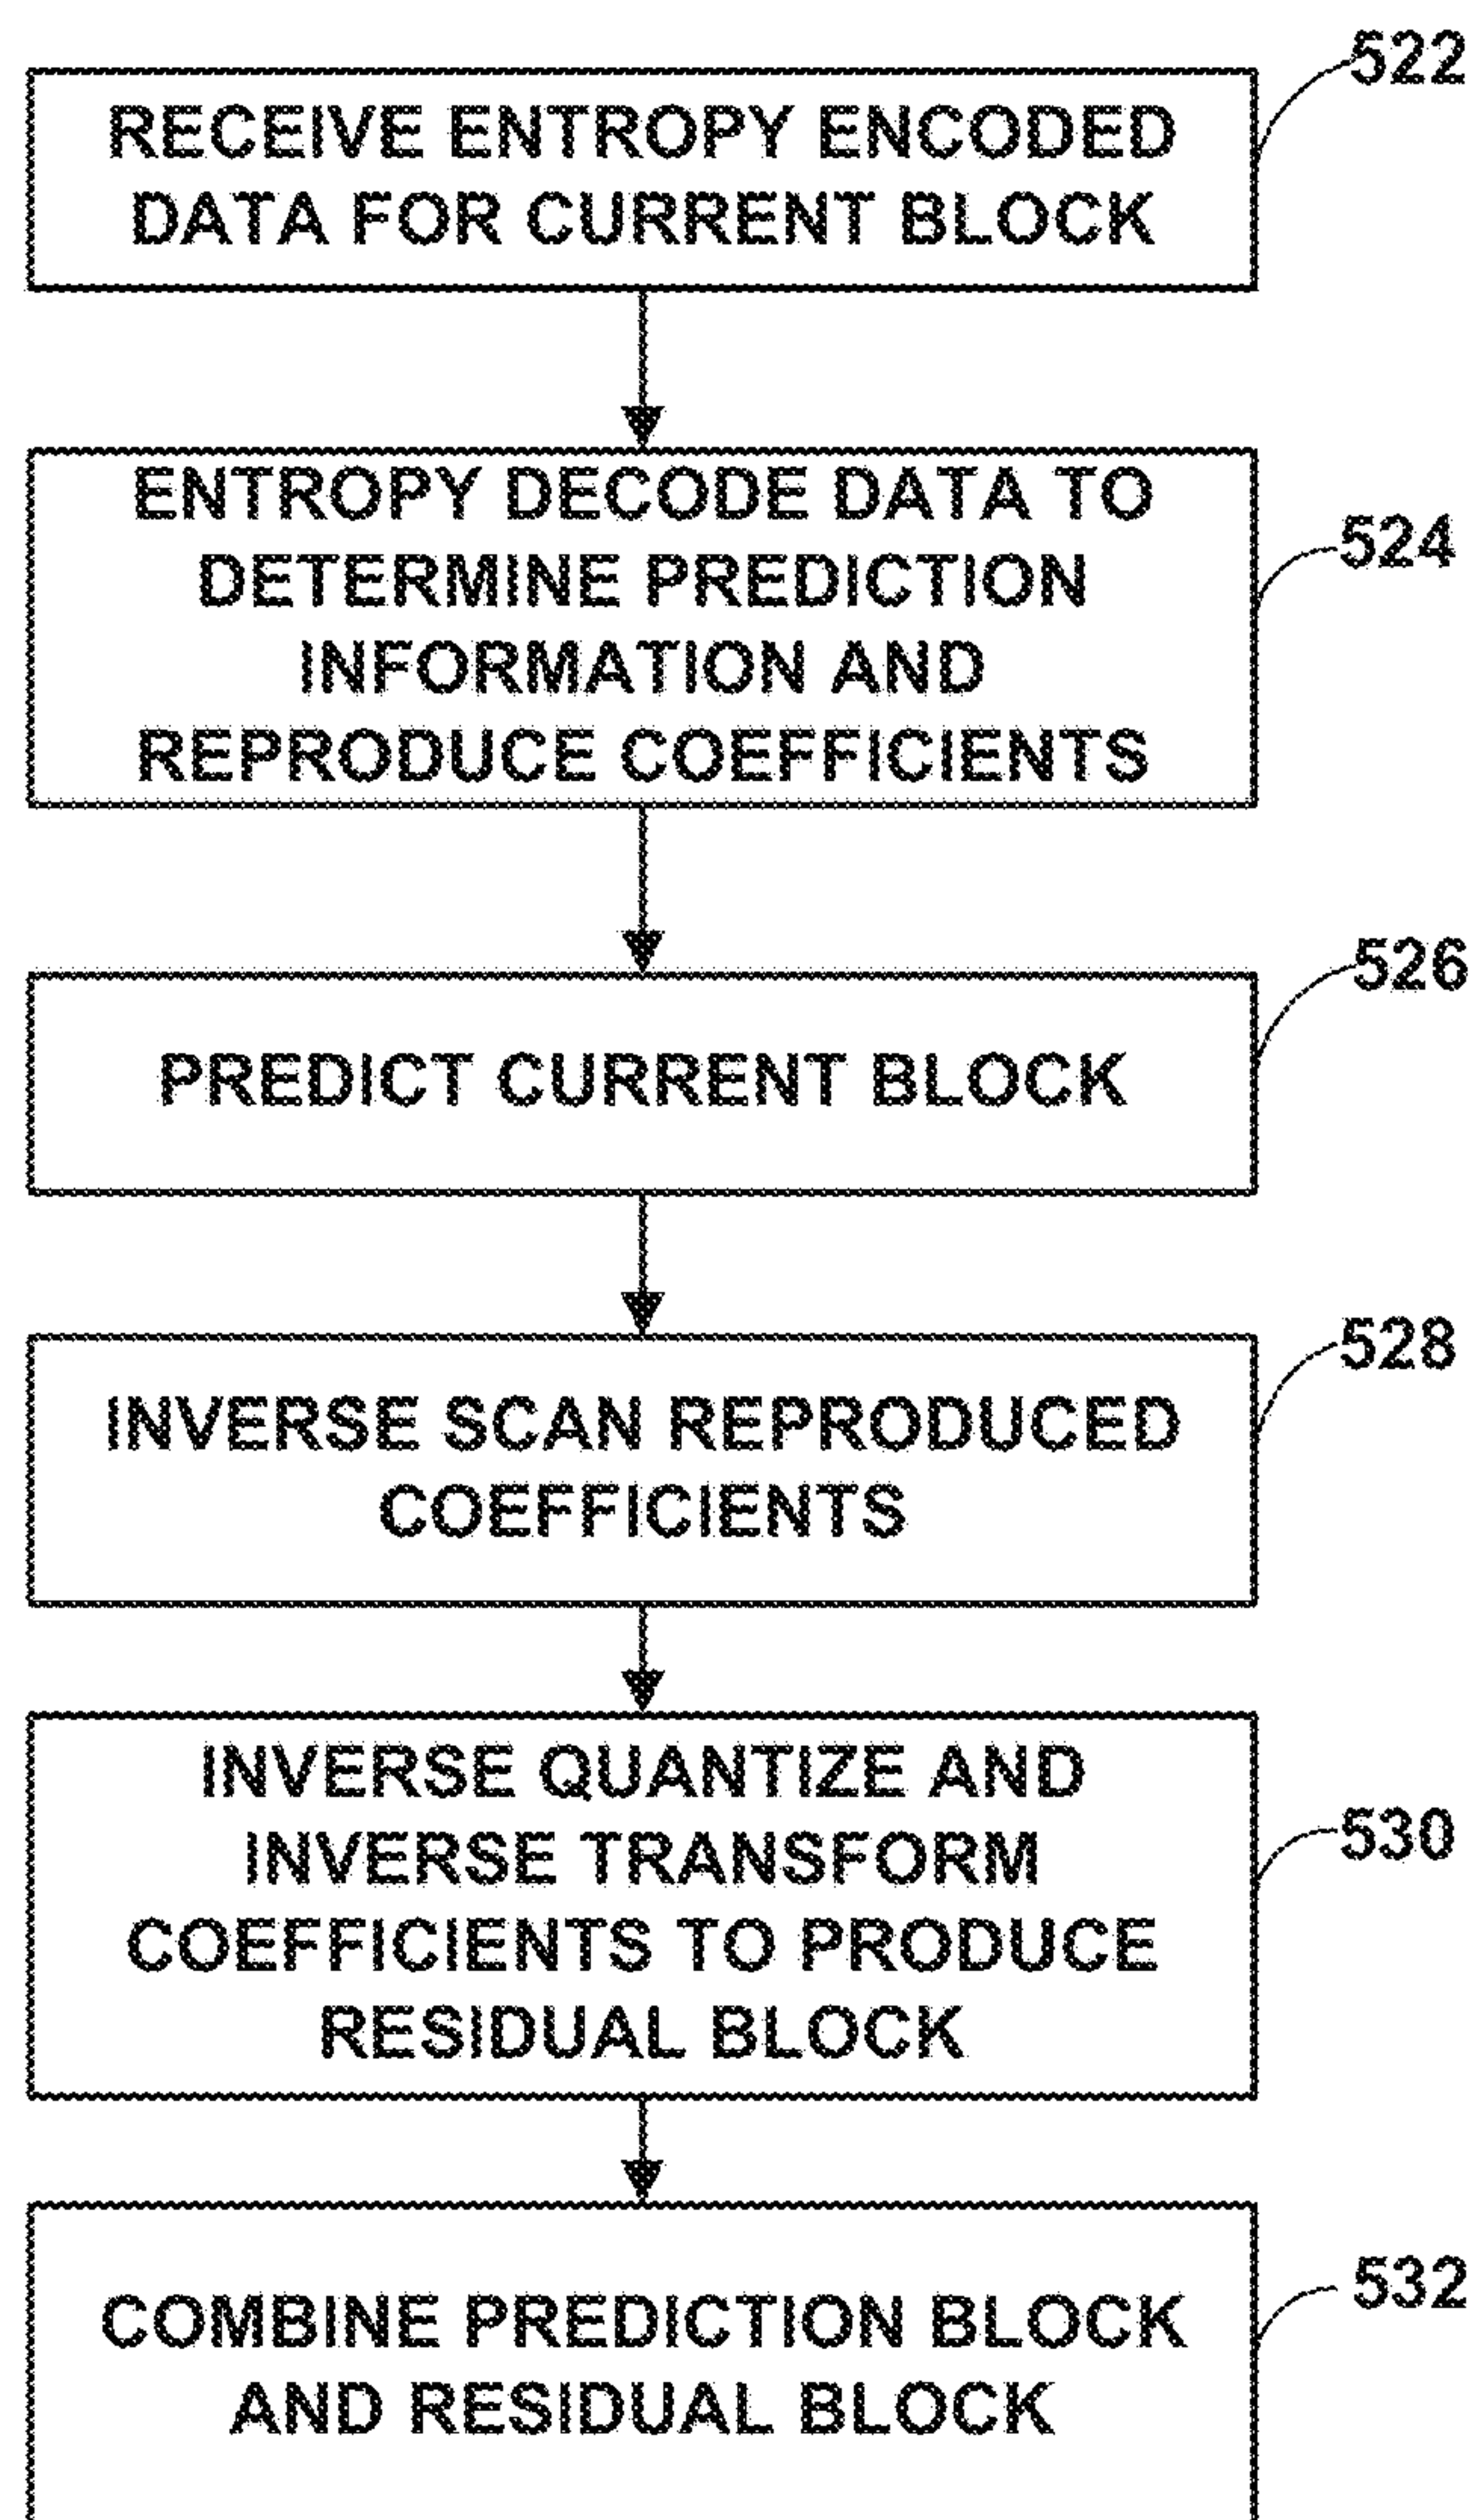 522
RECEIVE ENTROPY ENCODED
DATA FOR CURRENT BLOCK
ENTROPY DECODE DATA TO
DETERMINE PREDICTION
INFORMATION AND
REPRODUCE COEFFICIENTS
524
526
PREDICT CURRENT BLOCK
528
INVERSE SCAN REPRODUCED
COEFFICIENTS
INVERSE QUANTIZE AND
INVERSE TRANSFORM
COEFFICIENTS TO PRODUCE
RESIDUAL BLOCK
530
532
COMBINE PREDICTION BLOCK
AND RESIDUAL BLOCK